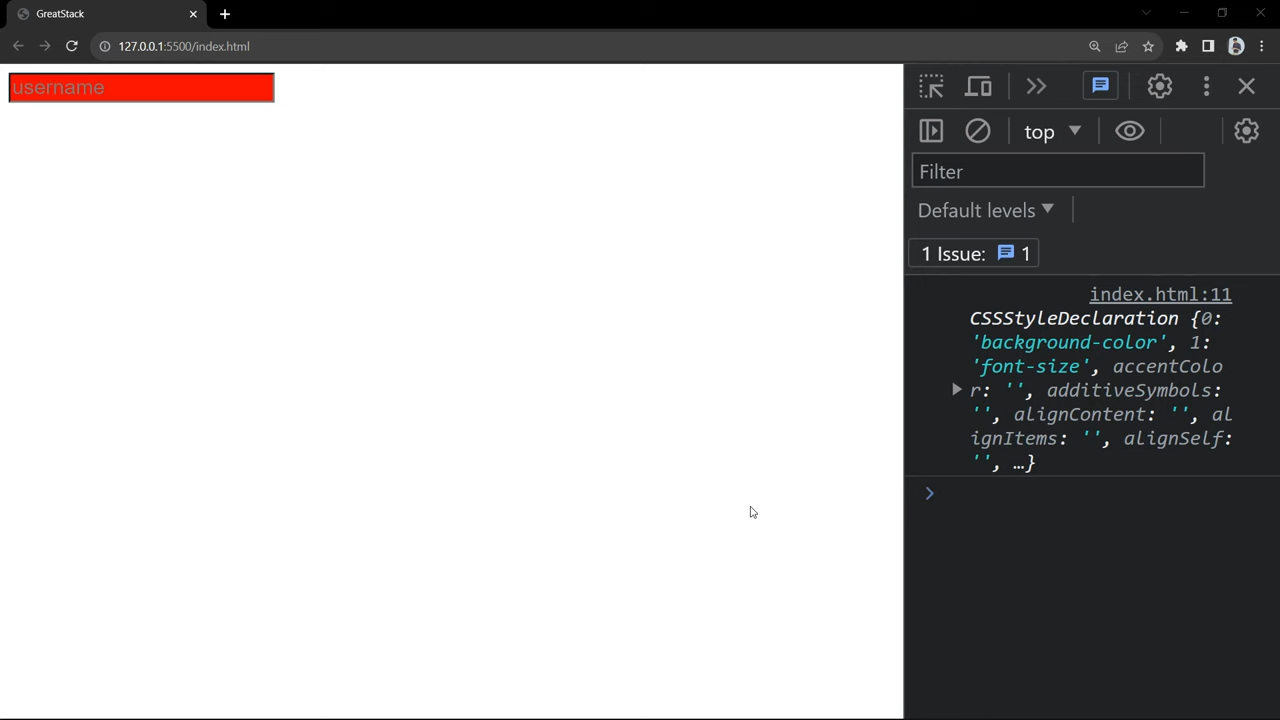 GreatStack
127.0.0.1:5500/index.html
username
top
Filter
Default levels
1 Issue: 1
index.html:11
CSSStyleDeclaration {0:
'background-color', 1:
'font-size', accentColo
r: '', additiveSymbols:
'', alignContent: '', al
ignItems: '', alignSelf:
'', …}